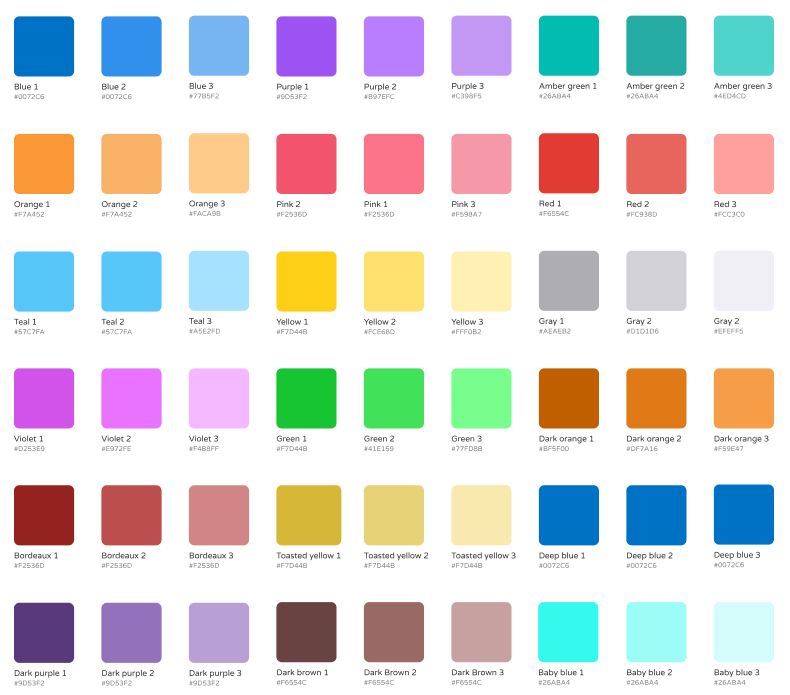 Blue 1
#0072C6
Blue 2
#0072C6
Blue 3
#77B5F2
Purple 1
#9D53F2
Purple 2
#B97EFC
Purple 3
#C398F5
Amber green 1
#26ABA4
Amber green 2
#26ABA4
Amber green 3
#4ED4CD
Orange 1
#F7A452
Orange 2
#F7A452
Orange 3
#FACA9B
Pink 2
#F2536D
Pink 1
#F2536D
Pink 3
#F598A7
Red 1
#F6554C
Red 2
#FC938D
Red 3
#FCC3C0
Teal 1
#57C7FA
Teal 2
#57C7FA
Teal 3
#A5E2FD
Yellow 1
#F7D44B
Yellow 2
#FCE68D
Yellow 3
#FFF0B2
Gray 1
#AEAEB2
Gray 2
#D1D1D6
Gray 2
#EFEFF5
Violet 1
#D253E9
Violet 2
#E972FE
Violet 3
#F4B8FF
Green 1
#F7D44B
Green 2
#41E159
Green 3
#77FD8B
Dark orange 1
#BF5F00
Dark orange 2
#DF7A16
Dark orange 3
#F59E47
Bordeaux 1
#F2536D
Bordeaux 2
#F2536D
Bordeaux 3
#F2536D
Toasted yellow 1
#F7D44B
Toasted yellow 2
#F7D44B
Toasted yellow 3
#F7D44B
Deep blue 1
#0072C6
Deep blue 2
#0072C6
Deep blue 3
#0072C6
Dark purple 1
#9D53F2
Dark purple 2
#9D53F2
Dark purple 3
#9D53F2
Dark brown 1
#F6554C
Dark Brown 2
#F6554C
Dark Brown 3
#F6554C
Baby blue 1
#26ABA4
Baby blue 2
#26ABA4
Baby blue 3
#26ABA4